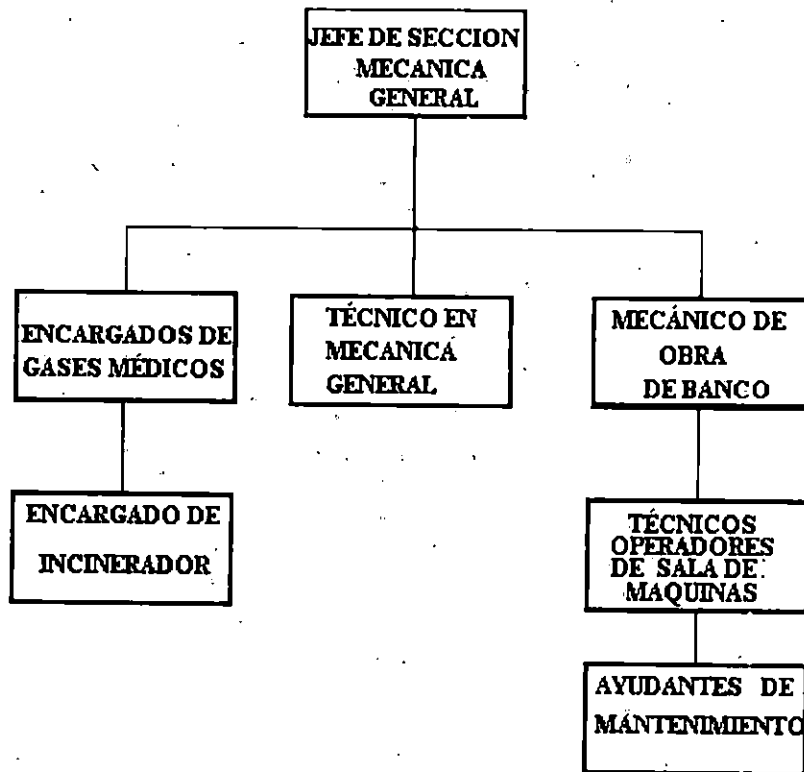 JEFE DE SECCION
MECANICA
GENERAL
ENCARGADOS DE
GASES MÉDICOS
TÉCNICO EN
MECANICA
GENERAL
MECÁNICO DE
OBRA
DE BANCO
ENCARGADO DE
INCINERADOR
TÉCNICOS
OPERADORES
DE SALA DE
MAQUINAS
AYUDANTES DE
MANTENIMIENTO